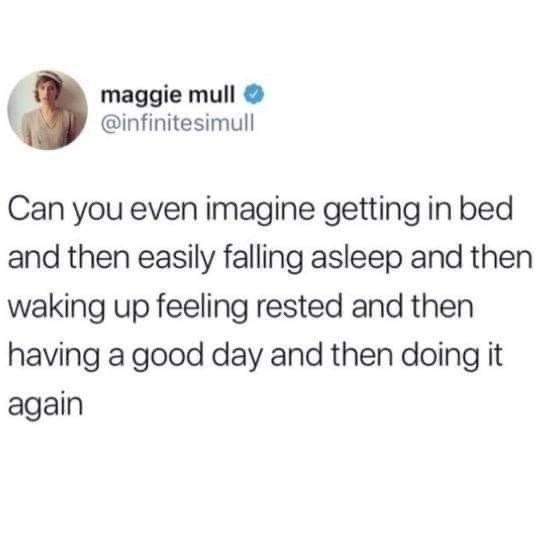 maggie mull
@infinitesimull
Can you even imagine getting in bed
and then easily falling asleep and then
waking up feeling rested and then
having a good day and then doing it
again